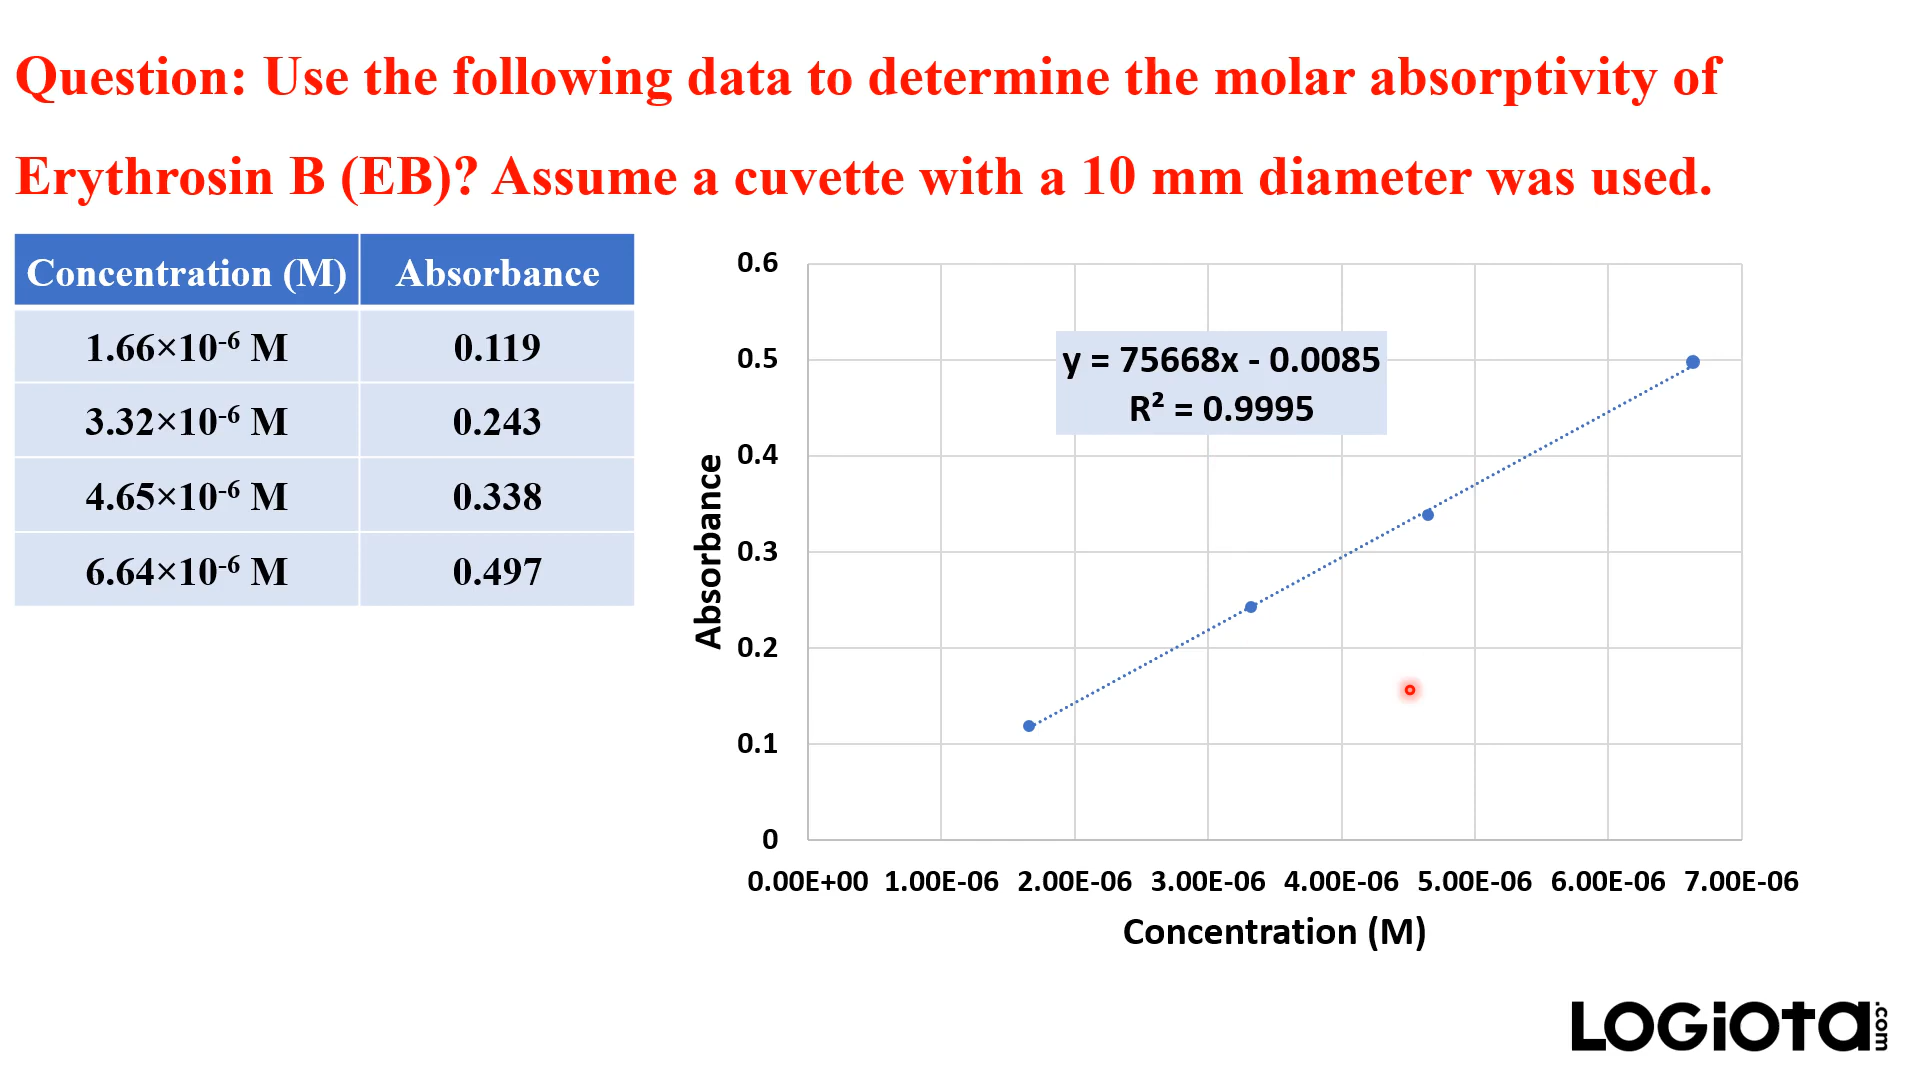 Question: Use the following data to determine the molar absorptivity of
Erythrosin B (EB)? Assume a cuvette with a 10 mm diameter was used.
Concentration (M) Absorbance
1.66×10⁻⁶ M 0.119
3.32×10⁻⁶ M 0.243
4.65×10⁻⁶ M 0.338
6.64×10⁻⁶ M 0.497
0.6
0.5
0.4
0.3
0.2
0.1
0
Absorbance
y = 75668x - 0.0085
R² = 0.9995
0.00E+00 1.00E-06 2.00E-06 3.00E-06 4.00E-06 5.00E-06 6.00E-06 7.00E-06
Concentration (M)
LOGiOTa.com